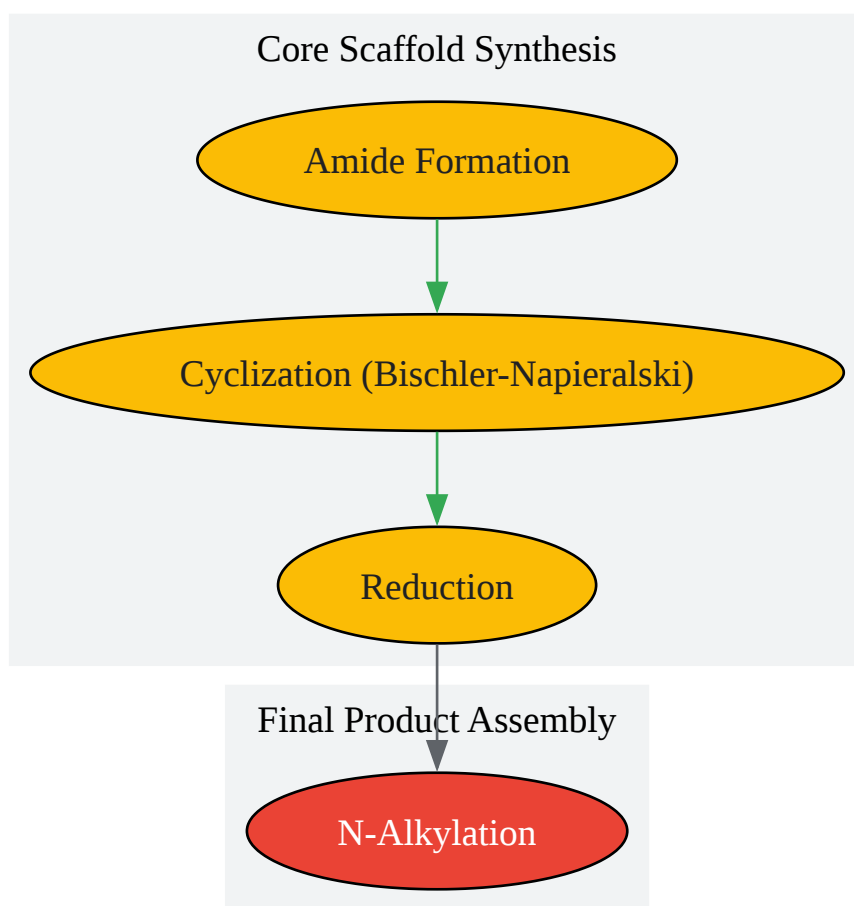 Core Scaffold Synthesis
Amide Formation
Cyclization (Bischler-Napieralski)
Reduction
Final Product Assembly
N-Alkylation